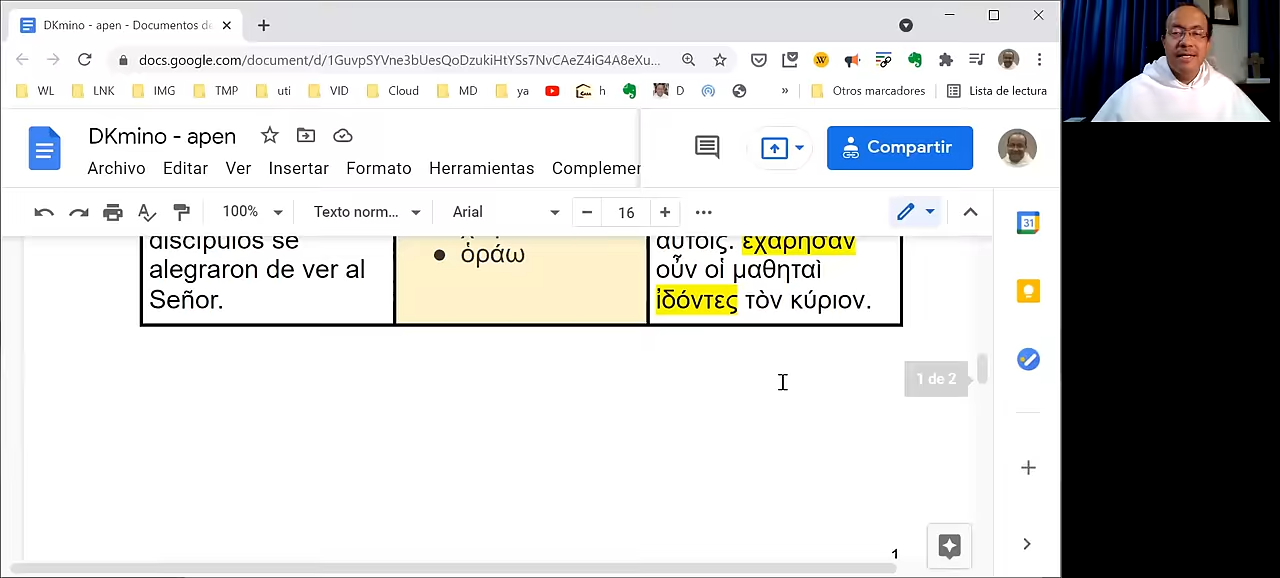 DKmino - apen - Documentos de
docs.google.com/document/d/1GuvpSYVne3bUesQoDzutiHtYSs7NvCAeZ4iG4A8eXu...
WL LNK IMG TMP uti VID Cloud MD ya h D » Otros marcadores Lista de lectura
DKmino - apen
Compartir
Archivo Editar Ver Insertar Formato Herramientas Complemen
100% Texto norm... Arial 16
31
discípulos se
alegraron de ver al
Señor.
ὁράω
αὐτοῖς. ἐχάρησαν
οὖν οἱ μαθηταὶ
ἰδόντες τὸν κύριον.
1 de 2
1